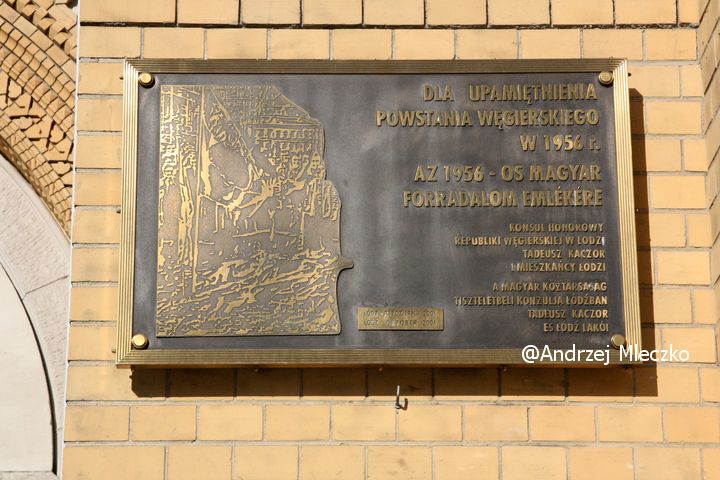 DLA UPAMIĘTNIENIA
POWSTANIA WĘGIERSKIEGO
W 1956 r.
AZ 1956 - OS MAGYAR
FORRADALOM EMLÉKÉRE
KONSUL HONOROWY
REPUBLIKI WĘGIERSKIEJ W ŁODZI
TADEUSZ KACZOR
I MIESZKAŃCY ŁODZI
A MAGYAR KÖZTÁRSASÁG
TISZTELETBELI KONZULJA ŁÓDŹBAN
TADEUSZ KACZOR
ÉS ŁÓDŹ LAKÓI
@Andrzej Mleczko